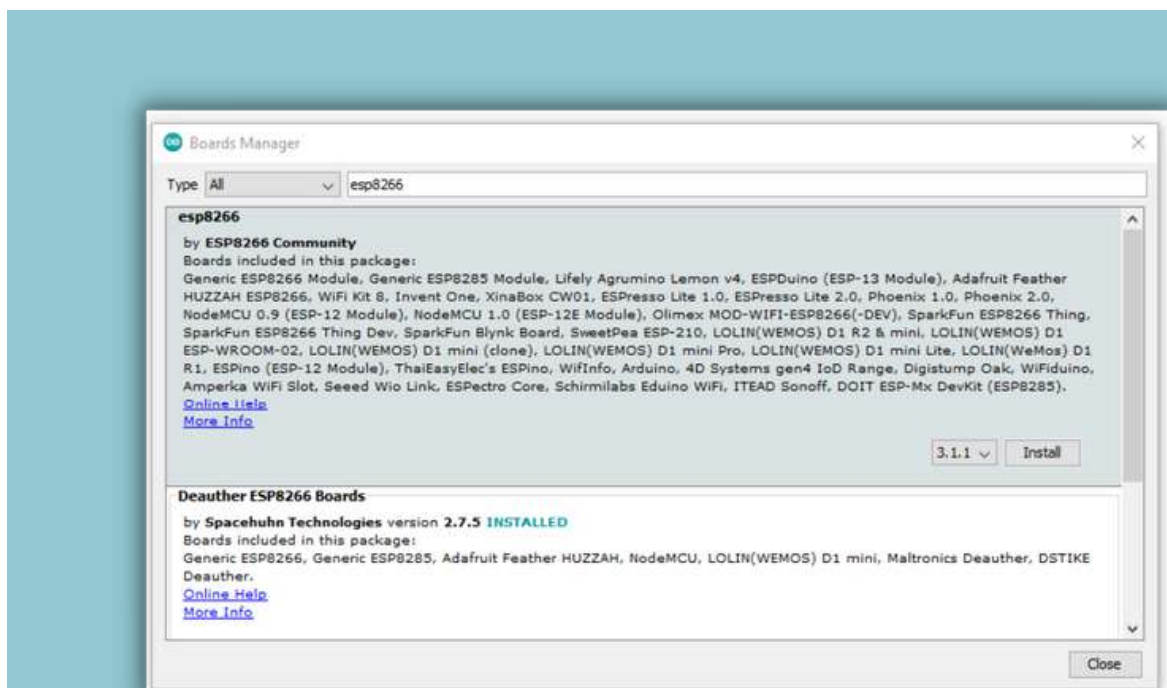 Boards Manager
Type All esp8266
esp8266
by ESP8266 Community
Boards included in this package:
Generic ESP8266 Module, Generic ESP8285 Module, Lifely Agrumino Lemon v4, ESPDuino (ESP-13 Module), Adafruit Feather
HUZZAH ESP8266, WiFi Kit 8, Invent One, XinaBox CW01, ESPresso Lite 1.0, ESPresso Lite 2.0, Phoenix 1.0, Phoenix 2.0,
NodeMCU 0.9 (ESP-12 Module), NodeMCU 1.0 (ESP-12E Module), Olimex MOD-WIFI-ESP8266(-DEV), SparkFun ESP8266 Thing,
SparkFun ESP8266 Thing Dev, SparkFun Blynk Board, SweetPea ESP-210, LOLIN(WEMOS) D1 R2 & mini, LOLIN(WEMOS) D1
ESP-WROOM-02, LOLIN(WEMOS) D1 mini (clone), LOLIN(WEMOS) D1 mini Pro, LOLIN(WEMOS) D1 mini Lite, LOLIN(WeMos) D1
R1, ESPino (ESP-12 Module), ThaiEasyElec's ESPino, WifInfo, Arduino, 4D Systems gen4 IoD Range, Digistump Oak, WiFiduino,
Amperka WiFi Slot, Seeed Wio Link, ESPectro Core, Schirmilabs Eduino WiFi, ITEAD Sonoff, DOIT ESP-Mx DevKit (ESP8285).
Online Help
More Info
3.1.1 Install
Deauther ESP8266 Boards
by Spacehuhn Technologies version 2.7.5 INSTALLED
Boards included in this package:
Generic ESP8266, Generic ESP8285, Adafruit Feather HUZZAH, NodeMCU, LOLIN(WEMOS) D1 mini, Maltronics Deauther, DSTIKE
Deauther.
Online Help
More Info
Close